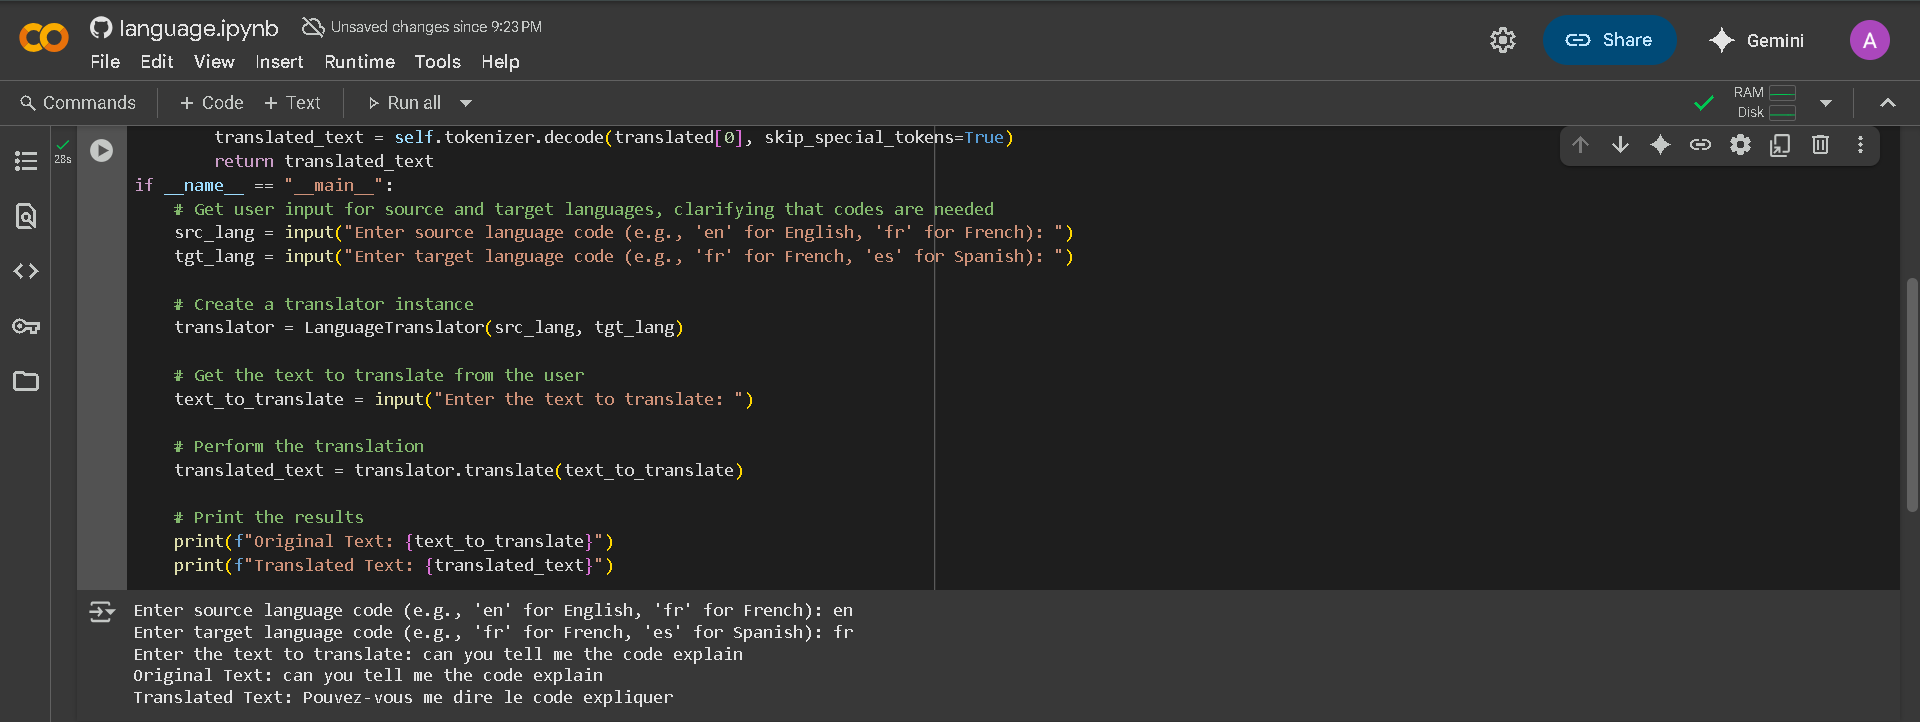 language.ipynb
Unsaved changes since 9:23 PM
File Edit View Insert Runtime Tools Help
Share
Gemini
A
Commands + Code + Text Run all
RAM
Disk
28s
translated_text = self.tokenizer.decode(translated[0], skip_special_tokens=True)
return translated_text
if __name__ == "__main__":
# Get user input for source and target languages, clarifying that codes are needed
src_lang = input("Enter source language code (e.g., 'en' for English, 'fr' for French): ")
tgt_lang = input("Enter target language code (e.g., 'fr' for French, 'es' for Spanish): ")
# Create a translator instance
translator = LanguageTranslator(src_lang, tgt_lang)
# Get the text to translate from the user
text_to_translate = input("Enter the text to translate: ")
# Perform the translation
translated_text = translator.translate(text_to_translate)
# Print the results
print(f"Original Text: {text_to_translate}")
print(f"Translated Text: {translated_text}")
Enter source language code (e.g., 'en' for English, 'fr' for French): en
Enter target language code (e.g., 'fr' for French, 'es' for Spanish): fr
Enter the text to translate: can you tell me the code explain
Original Text: can you tell me the code explain
Translated Text: Pouvez-vous me dire le code expliquer